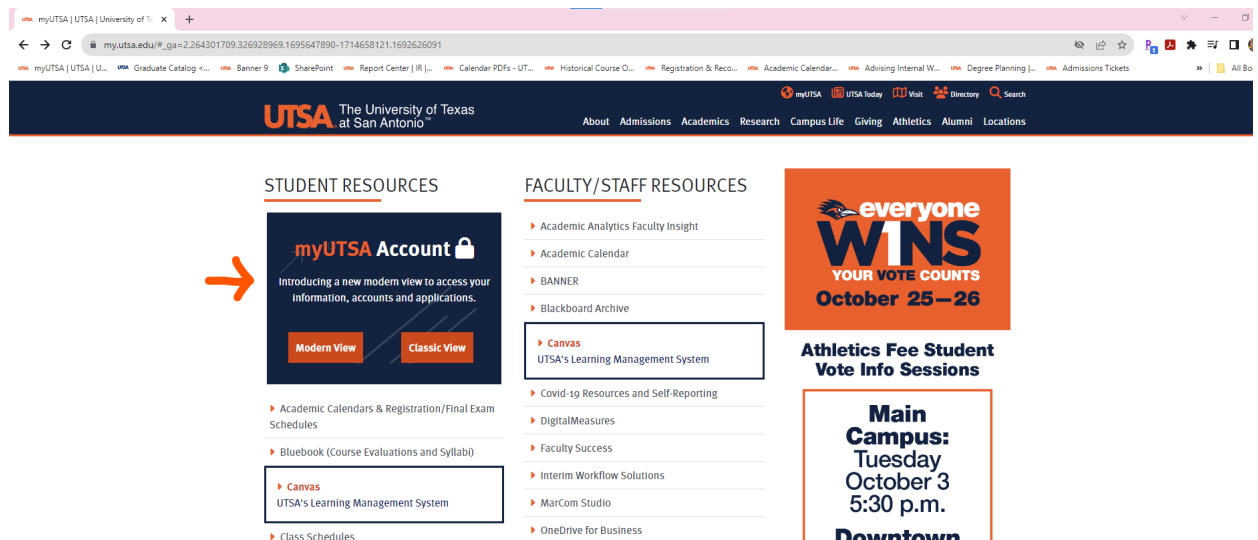 myUTSA | UTSA | University of Te
my.utsa.edu/#_ga=2.264301709.326928969.1695647890-1714658121.1692626091
myUTSA | UTSA | U... Graduate Catalog <... Banner 9 SharePoint Report Center | IR |... Calendar PDFs - UT... Historical Course O... Registration & Reco... Academic Calendar... Advising Internal W... Degree Planning |... Admissions Tickets » All Bo
myUTSA UTSA Today Visit Directory Search
UTSA The University of Texas
at San Antonio™
About Admissions Academics Research Campus Life Giving Athletics Alumni Locations
STUDENT RESOURCES
myUTSA Account
Introducing a new modern view to access your
information, accounts and applications.
Modern View Classic View
Academic Calendars & Registration/Final Exam
Schedules
Bluebook (Course Evaluations and Syllabi)
Canvas
UTSA's Learning Management System
Class Schedules
FACULTY/STAFF RESOURCES
Academic Analytics Faculty Insight
Academic Calendar
BANNER
Blackboard Archive
Canvas
UTSA's Learning Management System
Covid-19 Resources and Self-Reporting
DigitalMeasures
Faculty Success
Interim Workflow Solutions
MarCom Studio
OneDrive for Business
everyone
W1NS
YOUR VOTE COUNTS
October 25–26
Athletics Fee Student
Vote Info Sessions
Main
Campus:
Tuesday
October 3
5:30 p.m.
Downtown